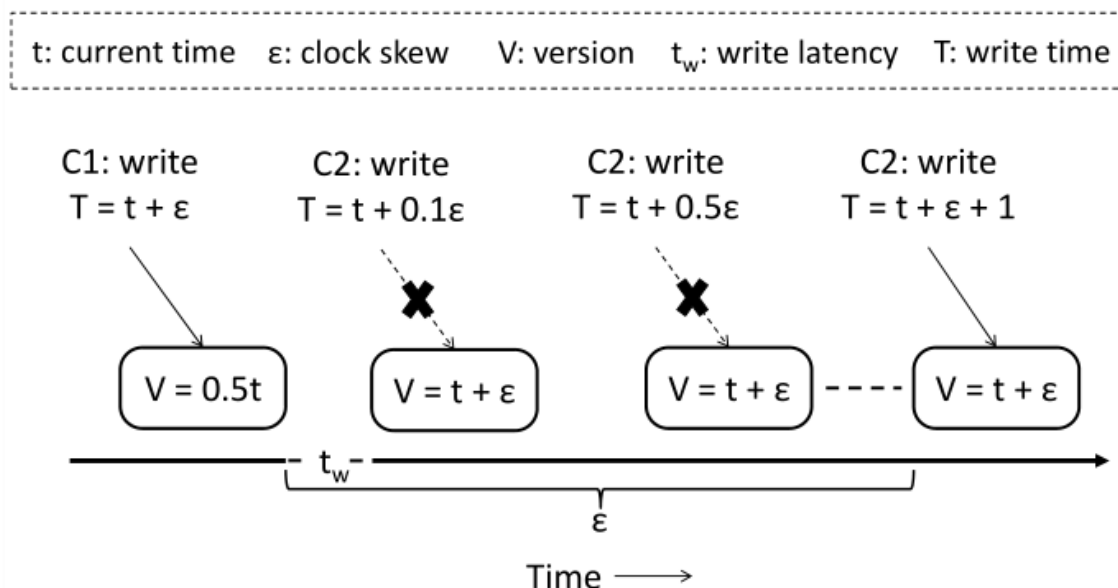 t: current time ε: clock skew V: version t_w: write latency T: write time
C1: write C2: write C2: write C2: write
T = t + ε T = t + 0.1ε T = t + 0.5ε T = t + ε + 1
V = 0.5t V = t + ε V = t + ε V = t + ε
t_w
ε
Time